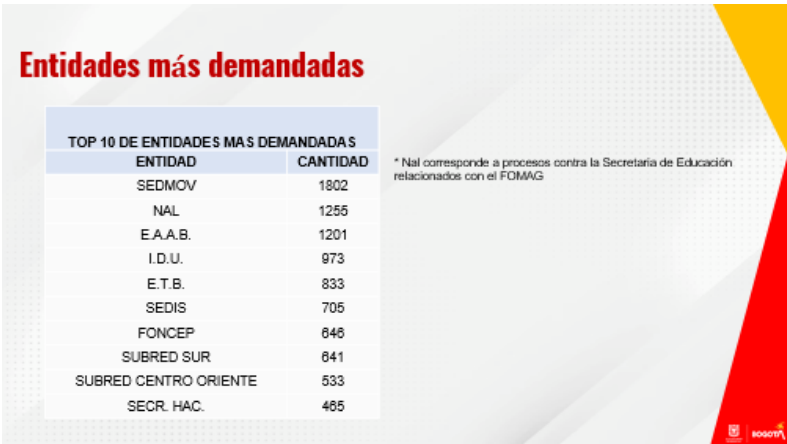 Entidades más demandadas
TOP 10 DE ENTIDADES MAS DEMANDADAS
ENTIDAD CANTIDAD
SEDMOV 1802
NAL 1255
E.A.A.B. 1201
I.D.U. 973
E.T.B. 833
SEDIS 705
FONCEP 646
SUBRED SUR 641
SUBRED CENTRO ORIENTE 533
SECR. HAC. 465
* Nal corresponde a procesos contra la Secretaria de Educación
relacionados con el FOMAG
BOGOTÁ